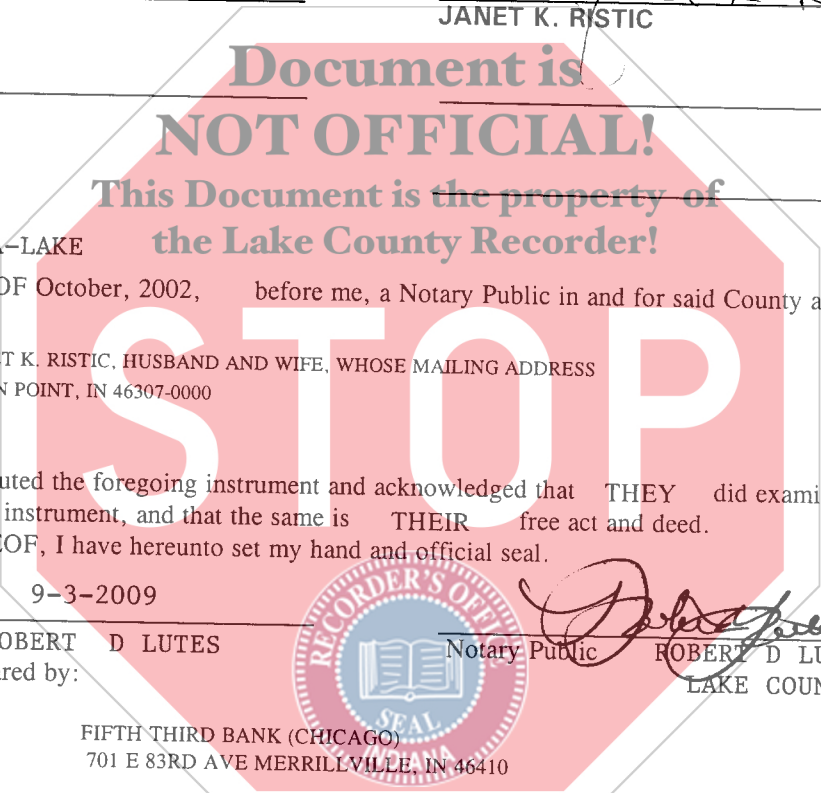 JANET K. RISTIC
Document is
NOT OFFICIAL!
This Document is the property of
the Lake County Recorder!
A-LAKE
OF October, 2002, before me, a Notary Public in and for said County a
STOP
T K. RISTIC, HUSBAND AND WIFE, WHOSE MAILING ADDRESS
N POINT, IN 46307-0000
uted the foregoing instrument and acknowledged that THEY did exami
instrument, and that the same is THEIR free act and deed.
EOF, I have hereunto set my hand and official seal.
9-3-2009
OBERT D LUTES
Notary Public ROBERT D LU
red by:
LAKE COUN
RECORDER'S OFFICE
SEAL
INDIANA
FIFTH THIRD BANK (CHICAGO)
701 E 83RD AVE MERRILLVILLE, IN 46410